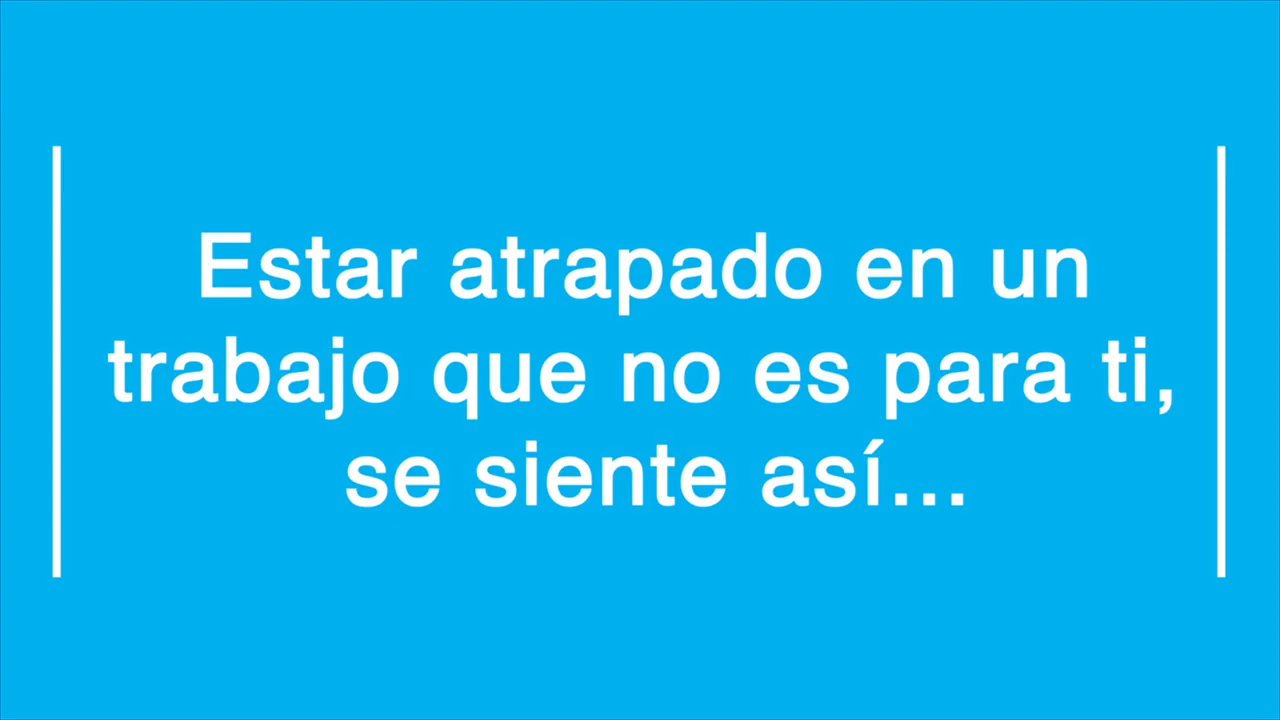 Estar atrapado en un
trabajo que no es para ti,
se siente así...